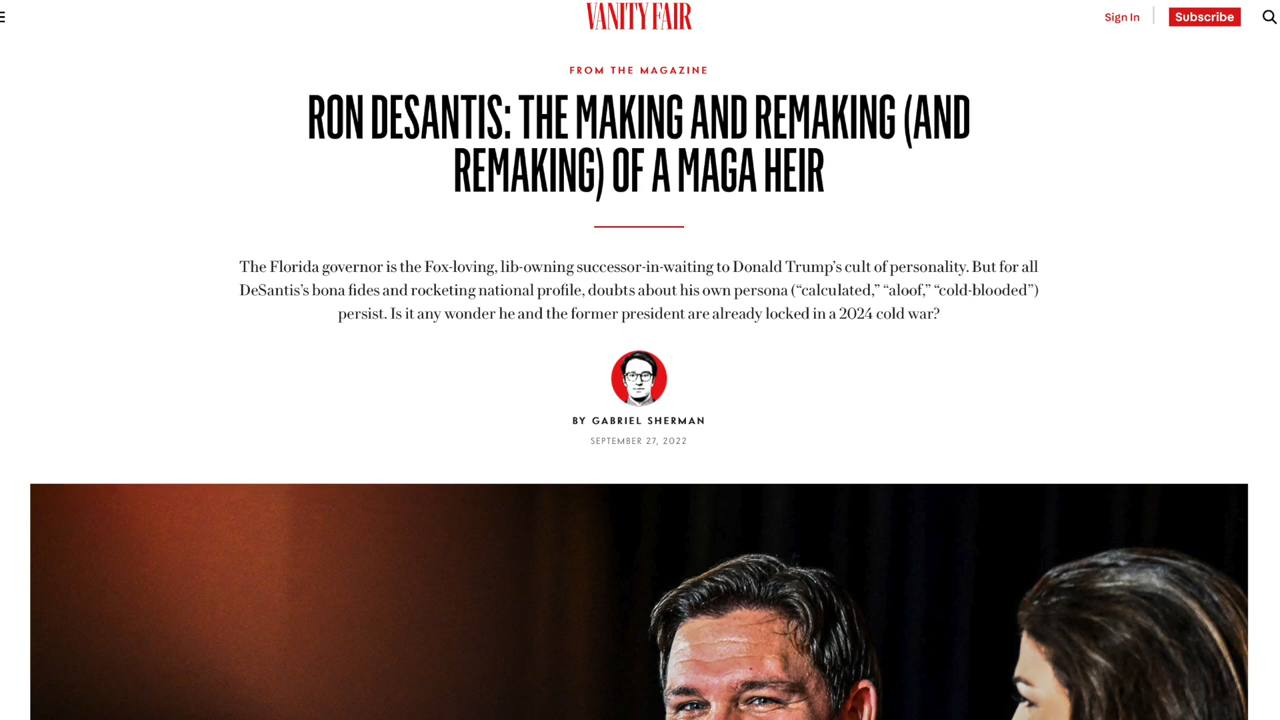 VANITY FAIR
Sign In
Subscribe
FROM THE MAGAZINE
RON DESANTIS: THE MAKING AND REMAKING (AND
REMAKING) OF A MAGA HEIR
The Florida governor is the Fox-loving, lib-owning successor-in-waiting to Donald Trump’s cult of personality. But for all
DeSantis’s bona fides and rocketing national profile, doubts about his own persona (“calculated,” “aloof,” “cold-blooded”)
persist. Is it any wonder he and the former president are already locked in a 2024 cold war?
BY GABRIEL SHERMAN
SEPTEMBER 27, 2022